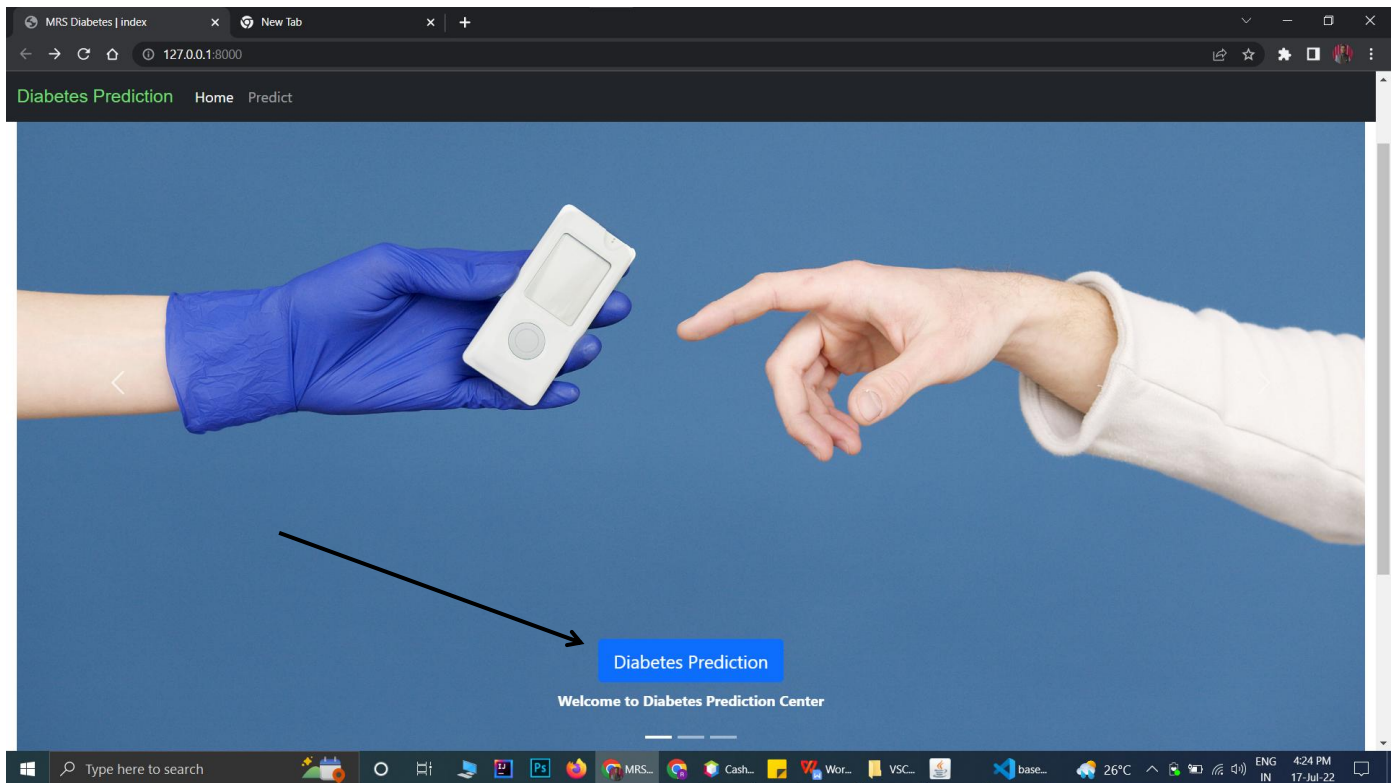 MRS Diabetes | index
New Tab
127.0.0.1:8000
Diabetes Prediction Home Predict
Diabetes Prediction
Welcome to Diabetes Prediction Center
Type here to search
Ps
MRS...
Cash...
Wor...
VSC...
base...
26°C
ENG
IN
4:24 PM
17-Jul-22